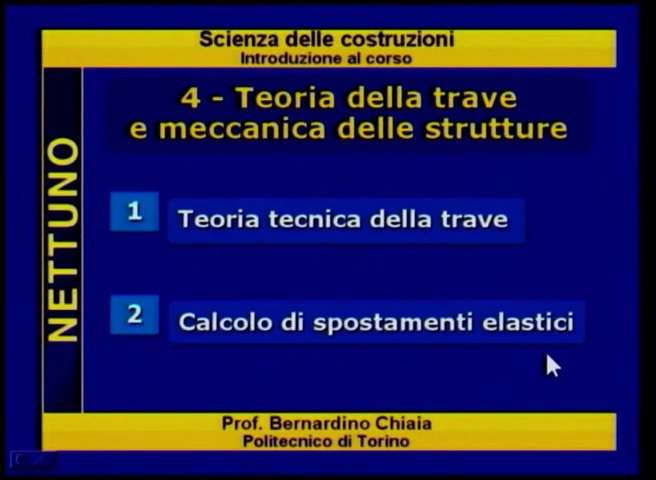 Scienza delle costruzioni
Introduzione al corso
4 - Teoria della trave
e meccanica delle strutture
NETTUNO
1
Teoria tecnica della trave
2
Calcolo di spostamenti elastici
Prof. Bernardino Chiaia
Politecnico di Torino